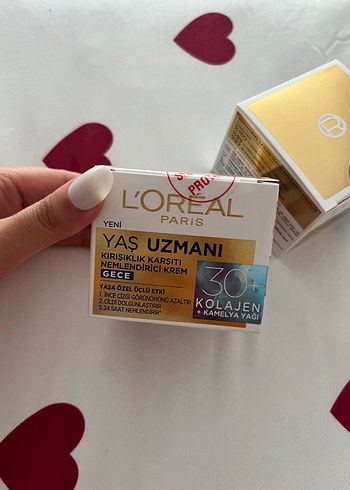 L'ORÉAL
PARIS
YENİ
YAŞ UZMANI
KIRIŞIKLIK KARŞITI
NEMLENDİRİCİ KREM
GECE
30+
KOLAJEN
+ KAMELYA YAĞI
YAŞA ÖZEL ÜÇLÜ ETKİ
1. İNCE ÇİZGİ GÖRÜNÜMÜNÜ AZALTIR
2. CİLDİ DOLGUNLAŞTIRIR
3. 24 SAAT NEMLENDİRİR*